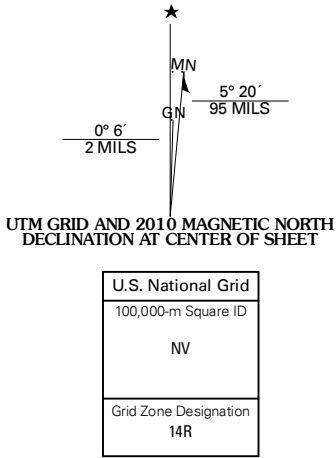 MN
5° 20´
95 MILS
GN
0° 6´
2 MILS
UTM GRID AND 2010 MAGNETIC NORTH
DECLINATION AT CENTER OF SHEET
U.S. National Grid
100,000-m Square ID
NV
Grid Zone Designation
14R